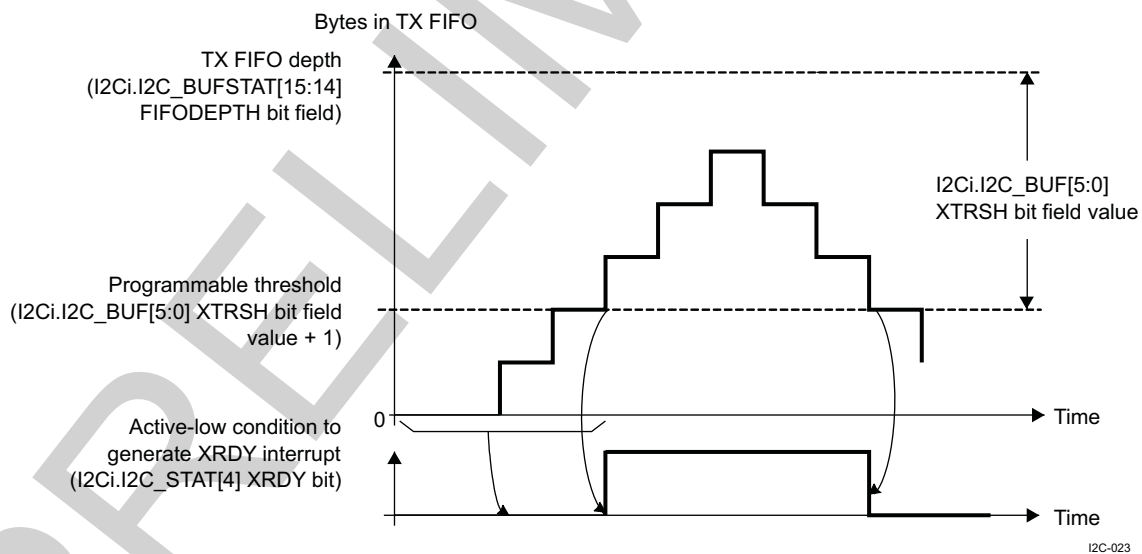 Bytes in TX FIFO
TX FIFO depth
(I2Ci.I2C_BUFSTAT[15:14]
FIFODEPTH bit field)
I2Ci.I2C_BUF[5:0]
XTRSH bit field value
Programmable threshold
(I2Ci.I2C_BUF[5:0] XTRSH bit field
value + 1)
0
Time
Active-low condition to
generate XRDY interrupt
(I2Ci.I2C_STAT[4] XRDY bit)
Time
I2C-023
PRELIM